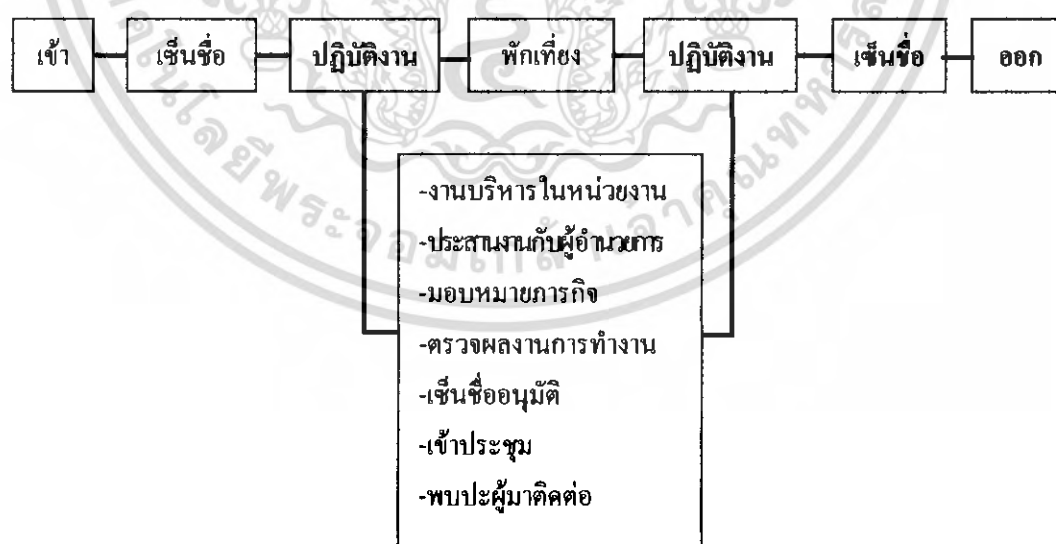 เข้า
เซ็นชื่อ
ปฏิบัติงาน
พักเที่ยง
ปฏิบัติงาน
เซ็นชื่อ
ออก
-งานบริหารในหน่วยงาน
-ประสานงานกับผู้อำนวยการ
-มอบหมายภารกิจ
-ตรวจผลงานการทำงาน
-เซ็นชื่ออนุมัติ
-เข้าประชุม
-พบปะผู้มาติดต่อ